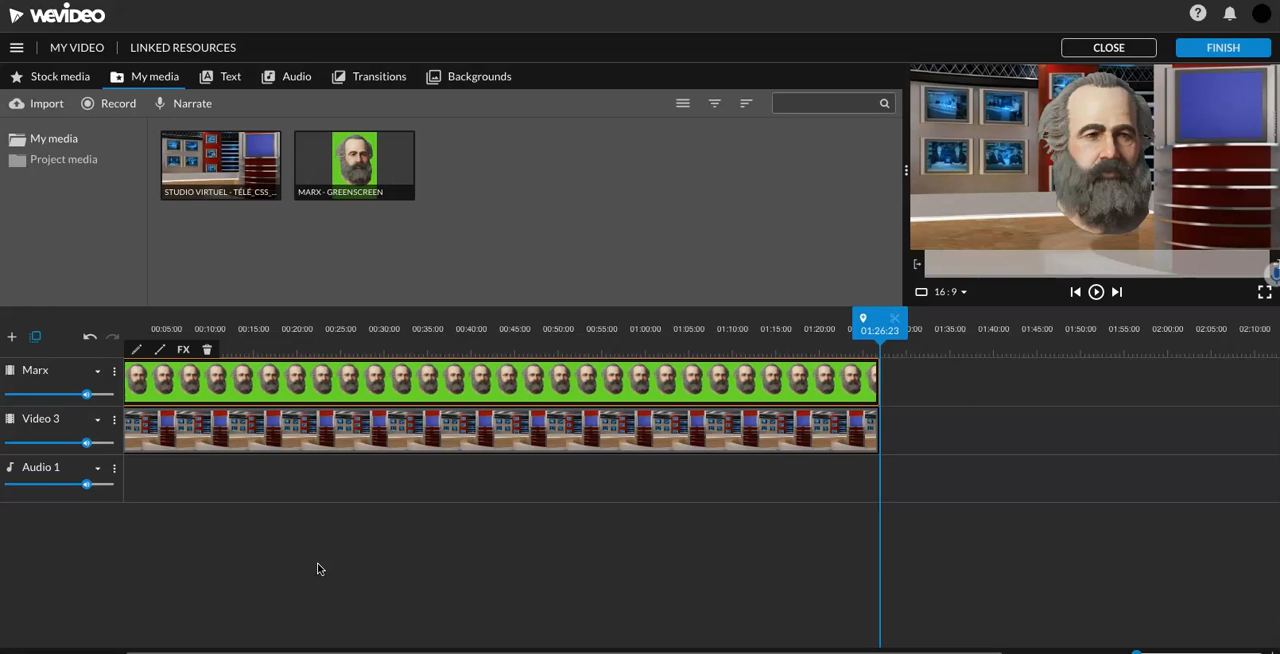 WEVIDEO
MY VIDEO LINKED RESOURCES CLOSE FINISH
Stock media My media Text Audio Transitions Backgrounds
Import Record Narrate
My media
Project media
STUDIO VIRTUEL - TÉLÉ_CSS_... MARX - GREENSCREEN
16:9
00:05:00 00:10:00 00:15:00 00:20:00 00:25:00 00:30:00 00:35:00 00:40:00 00:45:00 00:50:00 00:55:00 01:00:00 01:05:00 01:10:00 01:15:00 01:20:00 01:26:23 01:35:00 01:40:00 01:45:00 01:50:00 01:55:00 02:00:00 02:05:00 02:10:00
FX
Marx
Video 3
Audio 1